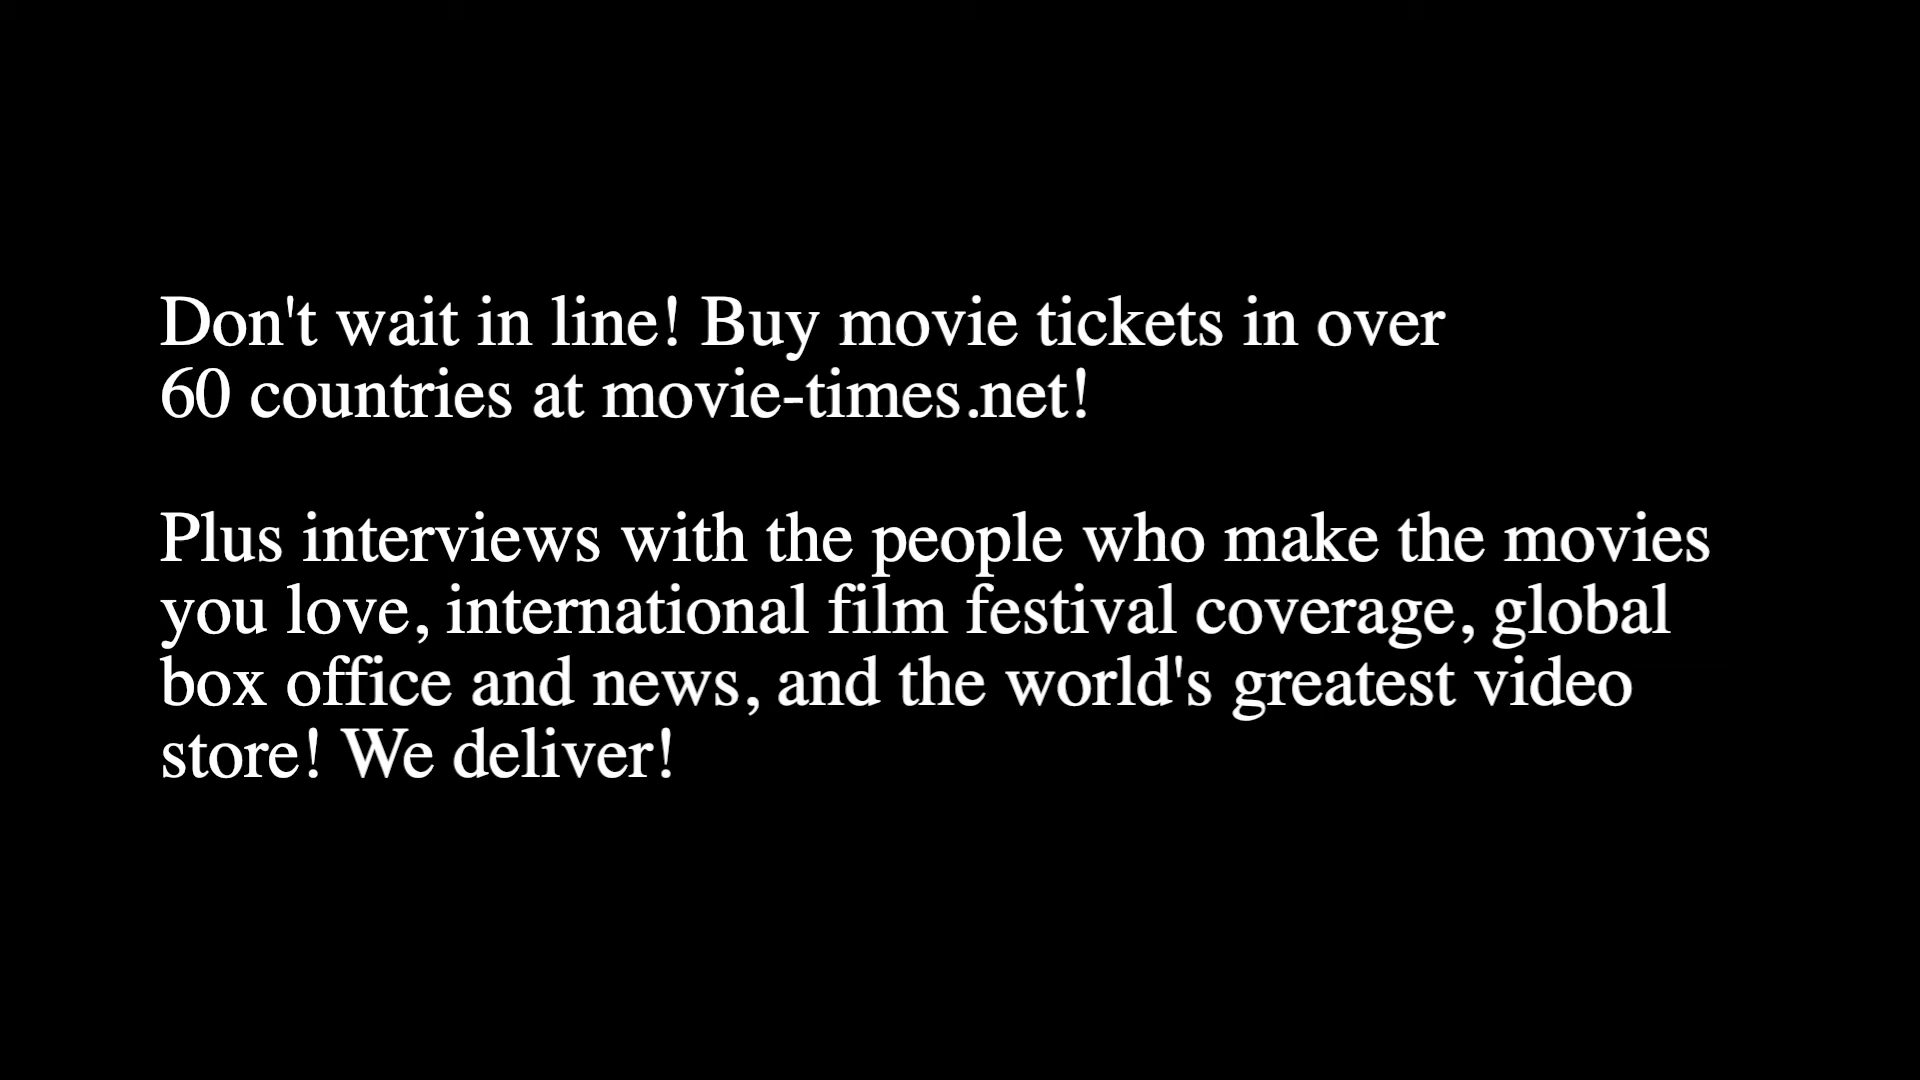 Don't wait in line! Buy movie tickets in over
60 countries at movie-times.net!
Plus interviews with the people who make the movies
you love, international film festival coverage, global
box office and news, and the world's greatest video
store! We deliver!